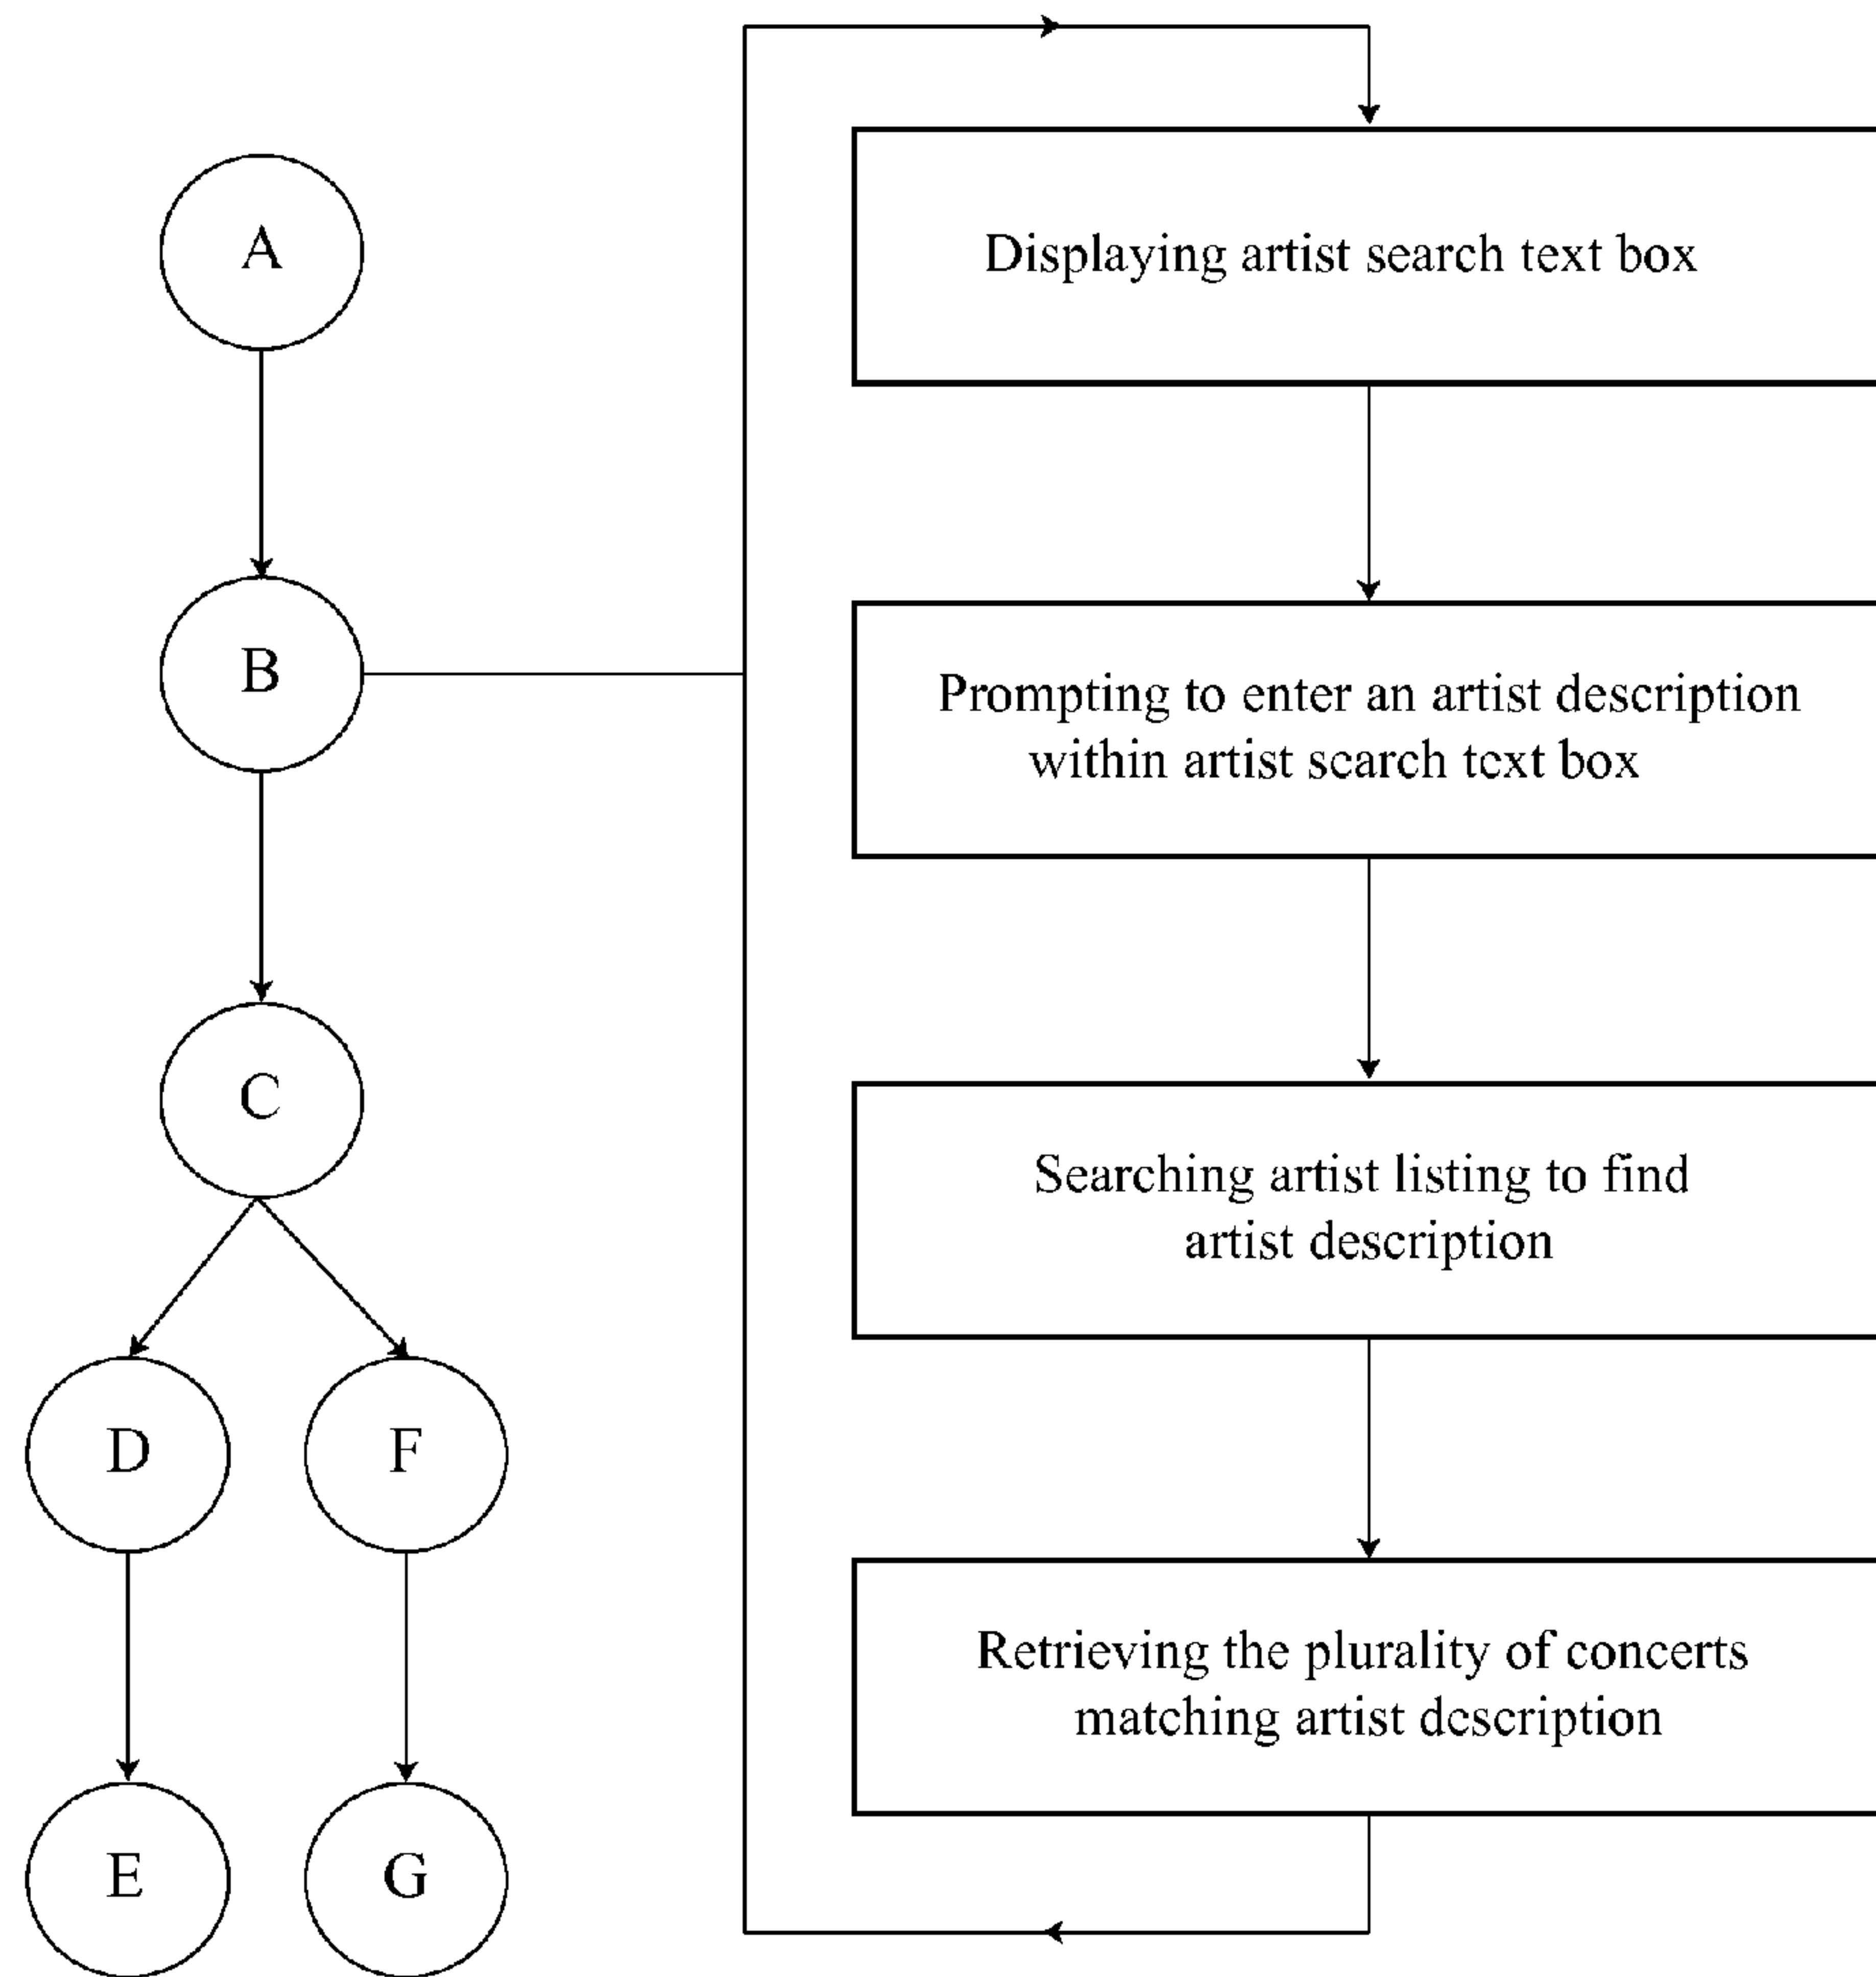 A
B
C
D
F
E
G
Displaying artist search text box
Prompting to enter an artist description
within artist search text box
Searching artist listing to find
artist description
Retrieving the plurality of concerts
matching artist description